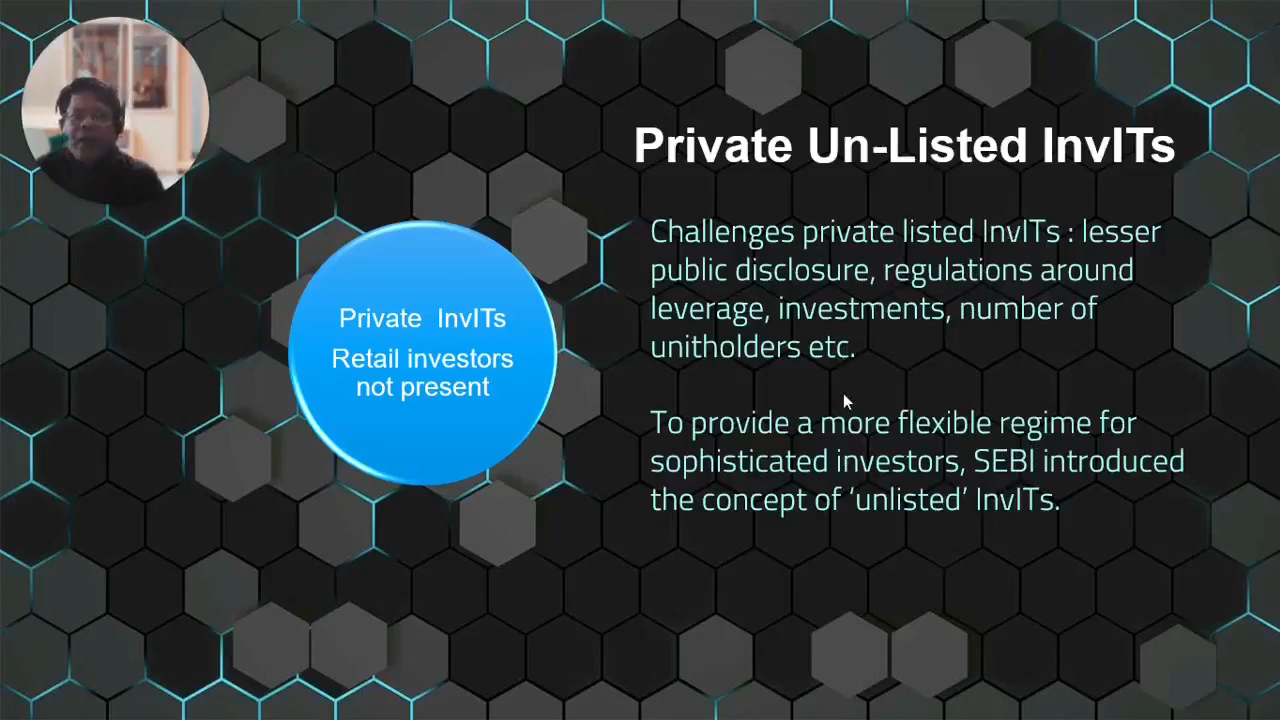 Private Un-Listed InvITs
Challenges private listed InvITs : lesser
public disclosure, regulations around
leverage, investments, number of
unitholders etc.
To provide a more flexible regime for
sophisticated investors, SEBI introduced
the concept of ‘unlisted’ InvITs.
Private  InvITs
Retail investors
not present